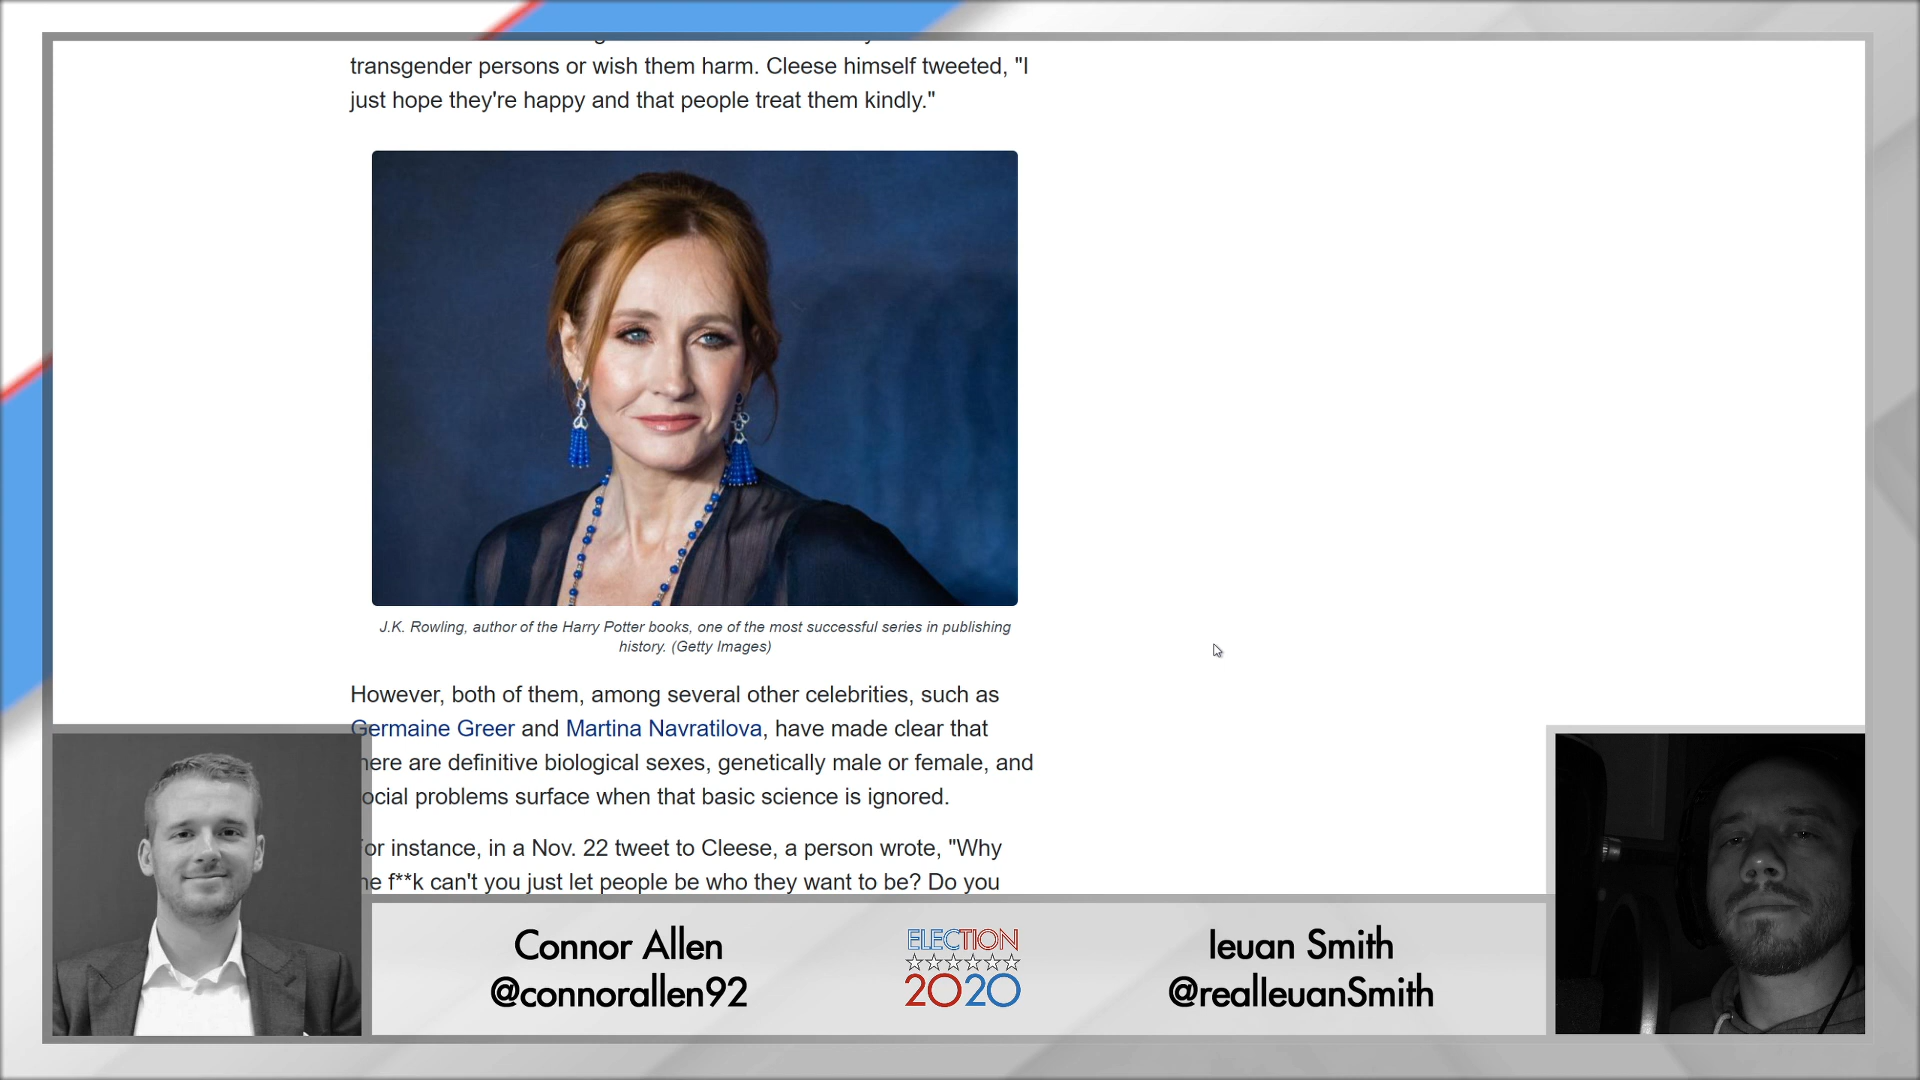 transgender persons or wish them harm. Cleese himself tweeted, "I
just hope they're happy and that people treat them kindly."
J.K. Rowling, author of the Harry Potter books, one of the most successful series in publishing
history. (Getty Images)
However, both of them, among several other celebrities, such as
Germaine Greer and Martina Navratilova, have made clear that
here are definitive biological sexes, genetically male or female, and
ocial problems surface when that basic science is ignored.
or instance, in a Nov. 22 tweet to Cleese, a person wrote, "Why
he f**k can't you just let people be who they want to be? Do you
Connor Allen
@connorallen92
ELECTION
2020
Ieuan Smith
@realIeuanSmith